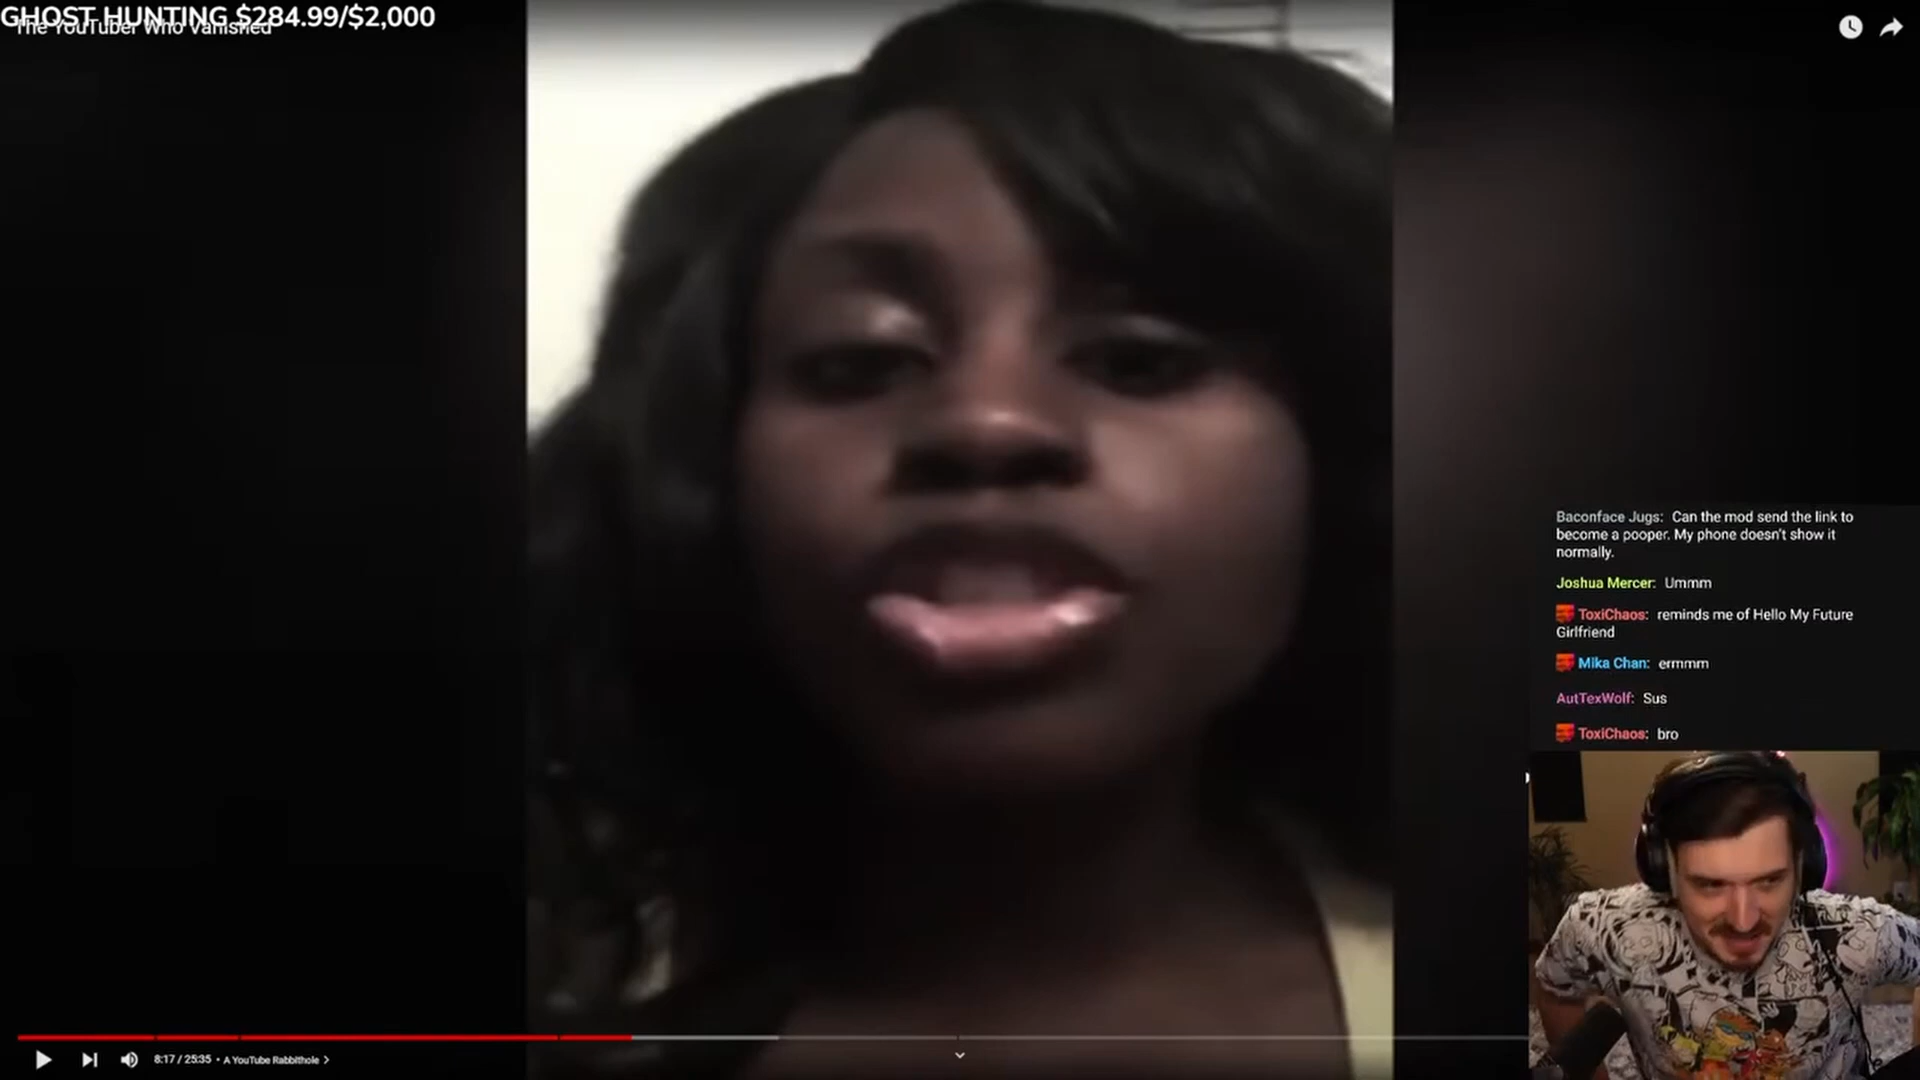 GHOST HUNTING $284.99/$2,000
The YouTuber Who Vanished
Baconface Jugs: Can the mod send the link to
become a pooper. My phone doesn't show it
normally.
Joshua Mercer: Ummm
ToxiChaos: reminds me of Hello My Future
Girlfriend
Mika Chan: ermmm
AutTexWolf: Sus
ToxiChaos: bro
8:17 / 25:35 • A YouTube Rabbithole >